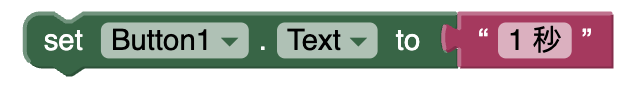 set Button1 . Text to “ 1 秒 ”